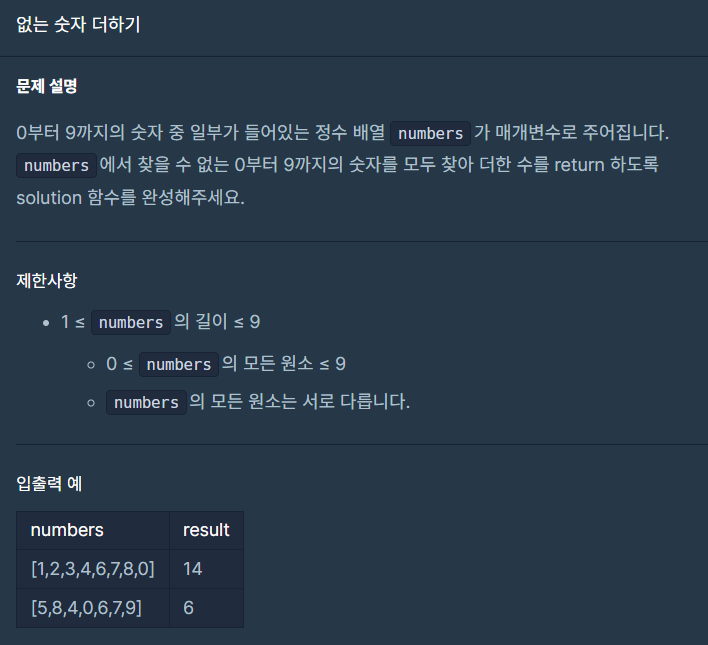 없는 숫자 더하기
문제 설명
0부터 9까지의 숫자 중 일부가 들어있는 정수 배열 numbers 가 매개변수로 주어집니다.
numbers 에서 찾을 수 없는 0부터 9까지의 숫자를 모두 찾아 더한 수를 return 하도록
solution 함수를 완성해주세요.
제한사항
• 1 ≤ numbers 의 길이 ≤ 9
◦ 0 ≤ numbers 의 모든 원소 ≤ 9
◦ numbers 의 모든 원소는 서로 다릅니다.
입출력 예
numbers result
[1,2,3,4,6,7,8,0] 14
[5,8,4,0,6,7,9] 6